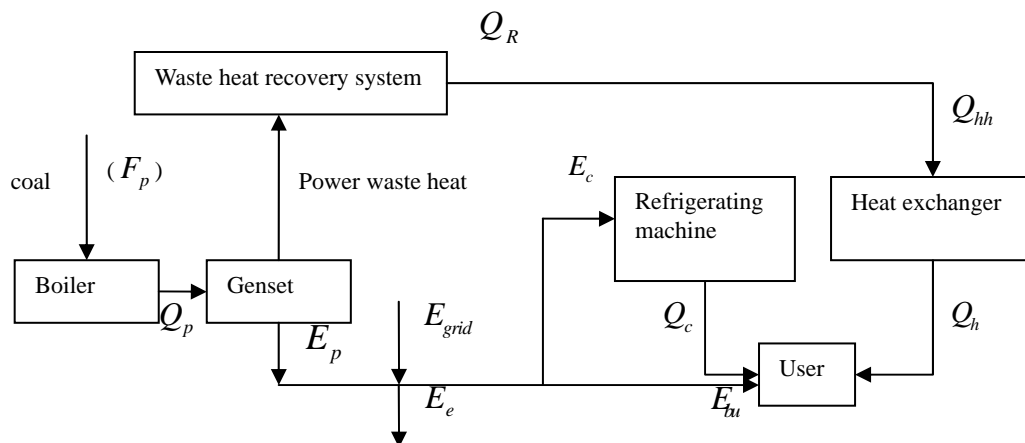 Q_R
Waste heat recovery system
Q_hh
coal
( F_p )
Power waste heat
E_c
Refrigerating
machine
Heat exchanger
Boiler
Q_p
Genset
E_p
E_grid
E_e
Q_c
Q_h
User
E_bu